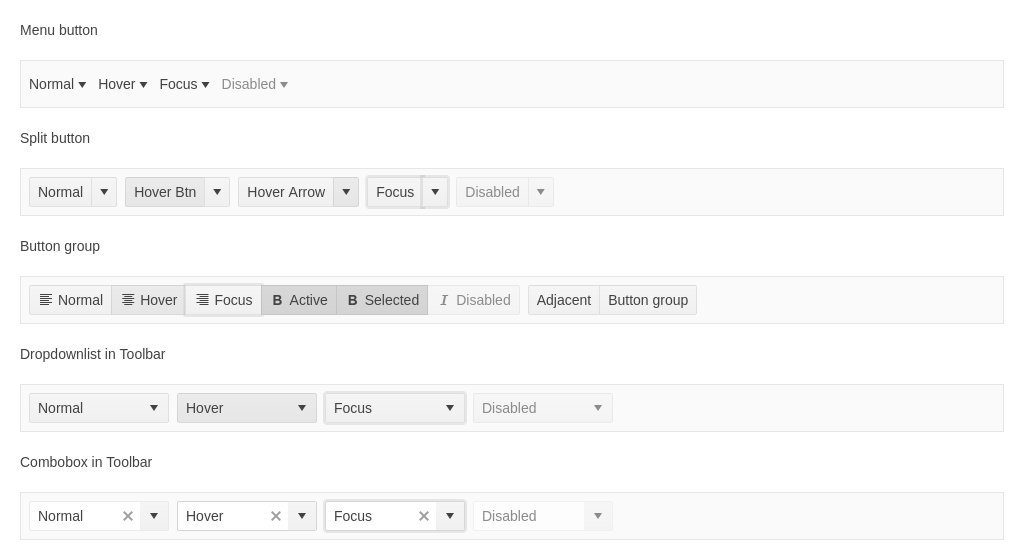 Menu button
Normal Hover Focus Disabled
Split button
Normal Hover Btn Hover Arrow Focus Disabled
Button group
Normal Hover Focus B Active B Selected I Disabled Adjacent Button group
Dropdownlist in Toolbar
Normal Hover Focus Disabled
Combobox in Toolbar
Normal Hover Focus Disabled